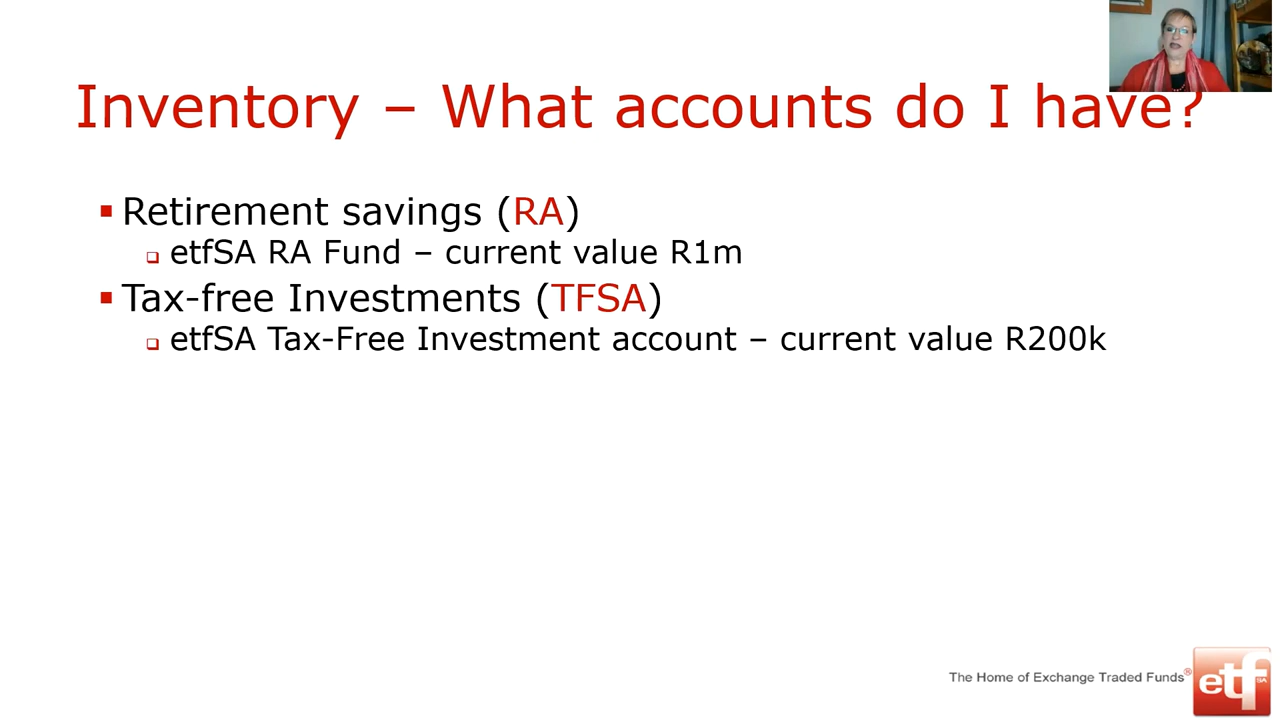 Inventory – What accounts do I have?
Retirement savings (RA)
etfSA RA Fund – current value R1m
Tax-free Investments (TFSA)
etfSA Tax-Free Investment account – current value R200k
The Home of Exchange Traded Funds®
etfSA